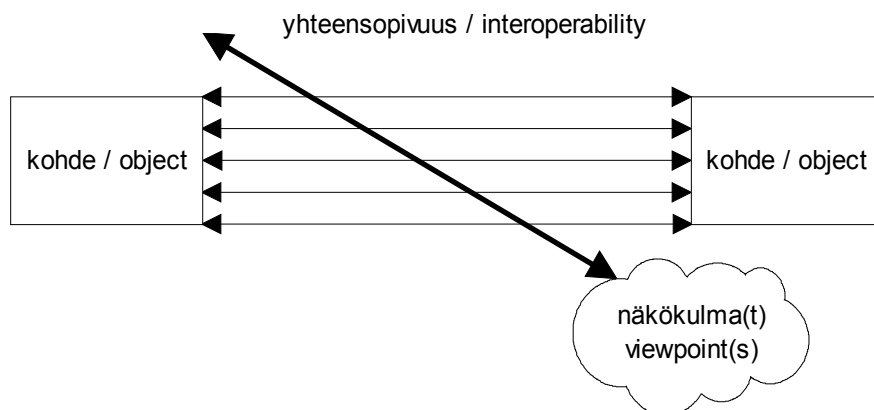 yhteensopivuus / interoperability
kohde / object
kohde / object
näkökulma(t)
viewpoint(s)